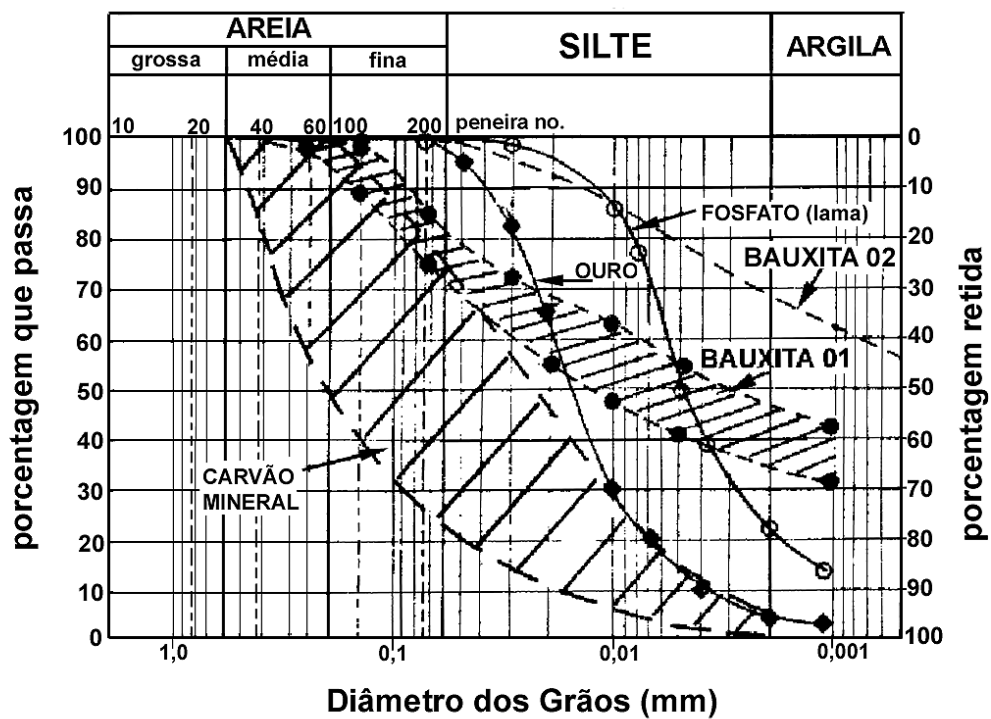 AREIA
SILTE
ARGILA
grossa média fina
10 20 40 60 100 200 peneira no.
100 0
90 10
80 20
70 30
60 40
50 50
40 60
30 70
20 80
10 90
0 100
porcentagem que passa
porcentagem retida
FOSFATO (lama)
BAUXITA 02
OURO
BAUXITA 01
CARVÃO
MINERAL
1,0 0,1 0,01 0,001
Diâmetro dos Grãos (mm)